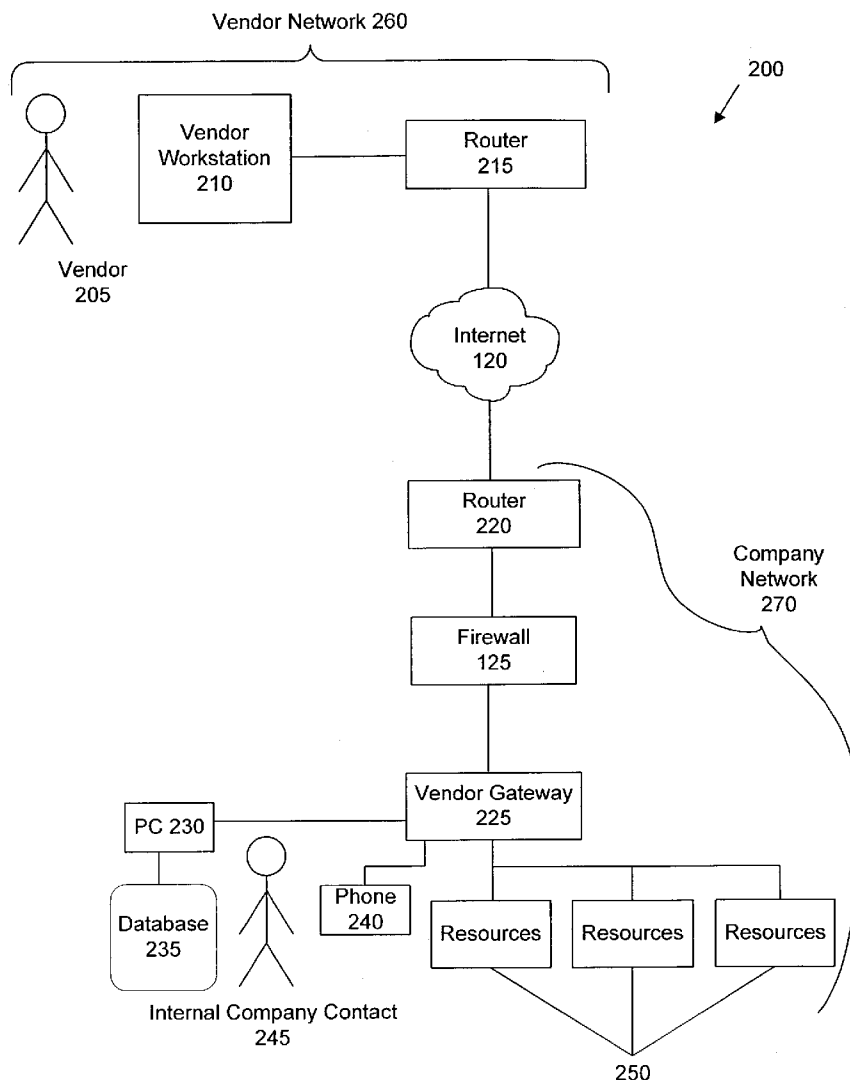 Vendor Network 260
200
Vendor
Workstation
210
Router
215
Vendor
205
Internet
120
Router
220
Company
Network
270
Firewall
125
Vendor Gateway
225
PC 230
Database
235
Phone
240
Resources
Resources
Resources
Internal Company Contact
245
250